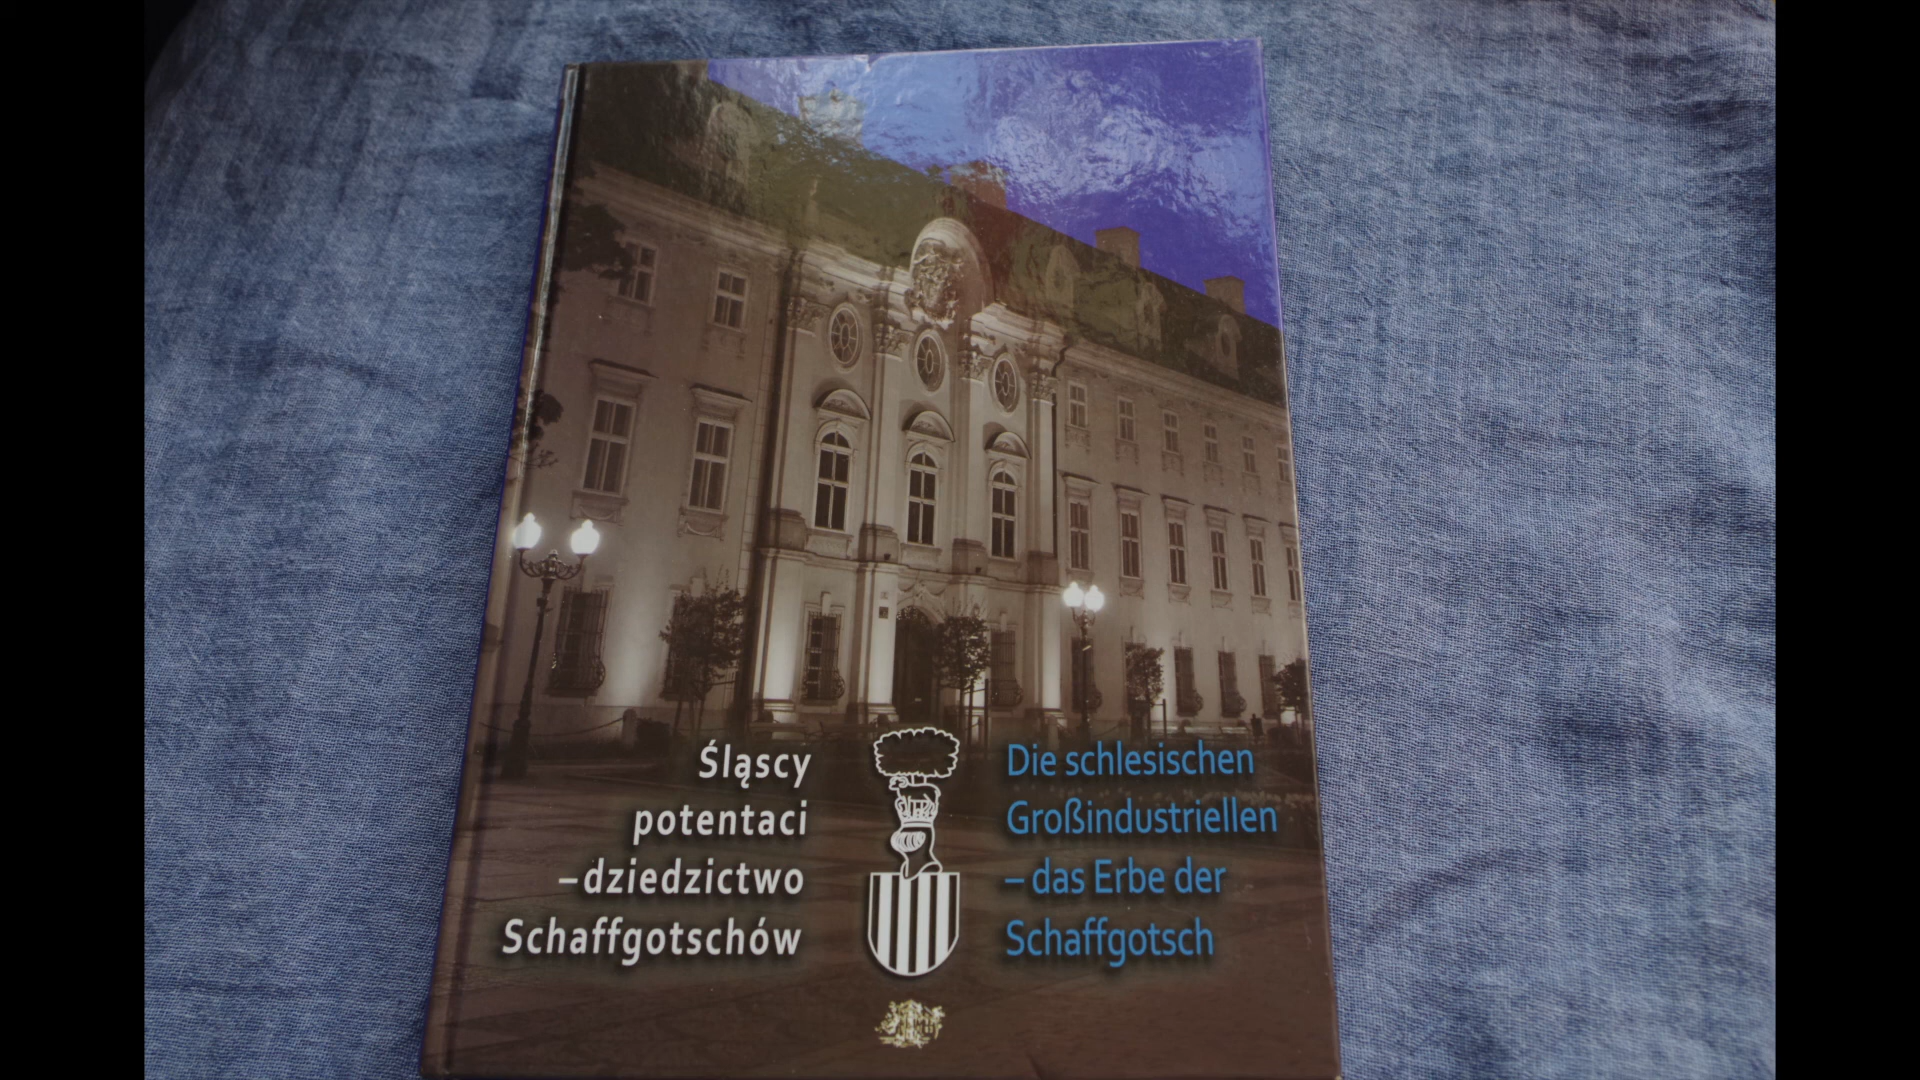 Śląscy
potentaci
–dziedzictwo
Schaffgotschów
Die schlesischen
Großindustriellen
– das Erbe der
Schaffgotsch